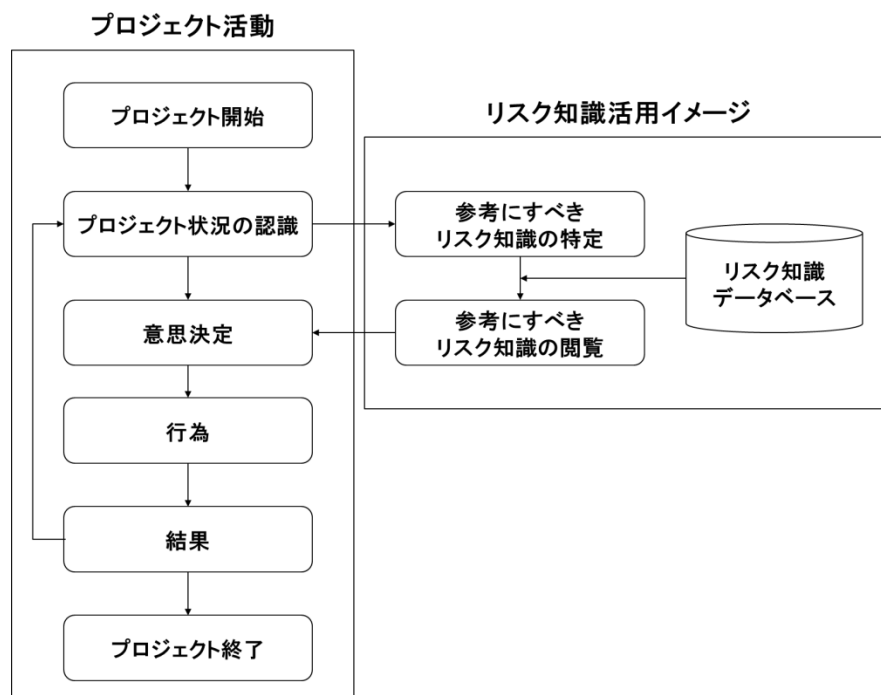 プロジェクト活動
プロジェクト開始
プロジェクト状況の認識
意思決定
行為
結果
プロジェクト終了
リスク知識活用イメージ
参考にすべき
リスク知識の特定
参考にすべき
リスク知識の閲覧
リスク知識
データベース